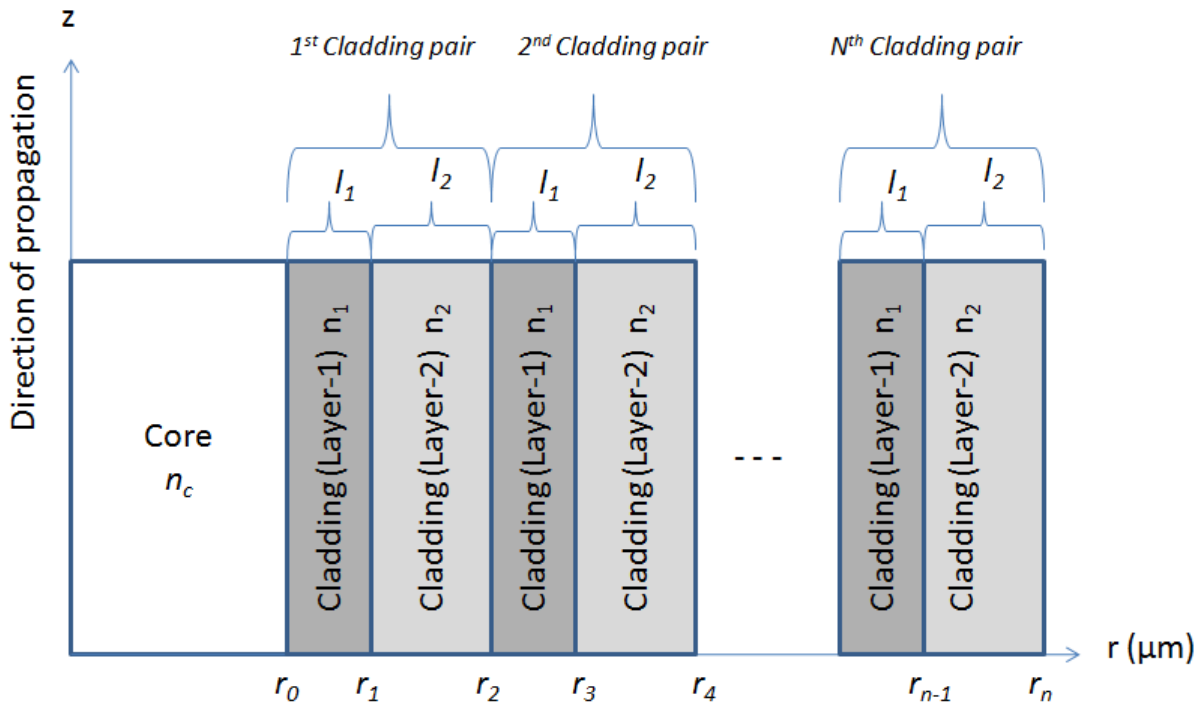 z
1st Cladding pair
2nd Cladding pair
Nth Cladding pair
l1
l2
l1
l2
l1
l2
Direction of propagation
Core
nc
Cladding (Layer-1) n1
Cladding (Layer-2) n2
Cladding (Layer-1) n1
Cladding (Layer-2) n2
- - -
Cladding (Layer-1) n1
Cladding (Layer-2) n2
r (μm)
r0
r1
r2
r3
r4
rn-1
rn